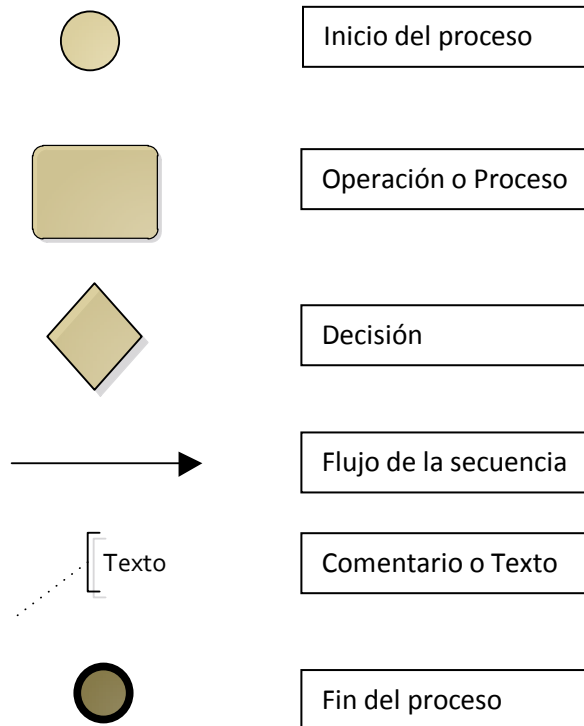 Inicio del proceso
Operación o Proceso
Decisión
Flujo de la secuencia
Texto
Comentario o Texto
Fin del proceso